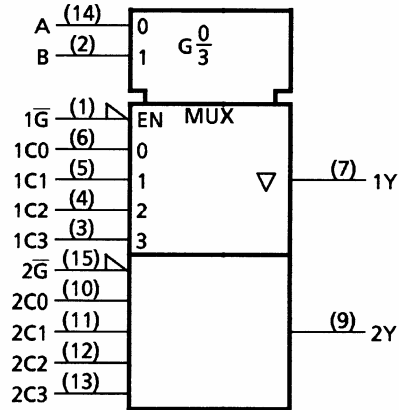 A (14) 0 G 0/3
B (2) 1
1G̅ (1) EN MUX
1C0 (6) 0
1C1 (5) 1 ▽ (7) 1Y
1C2 (4) 2
1C3 (3) 3
2G̅ (15)
2C0 (10)
2C1 (11) (9) 2Y
2C2 (12)
2C3 (13)